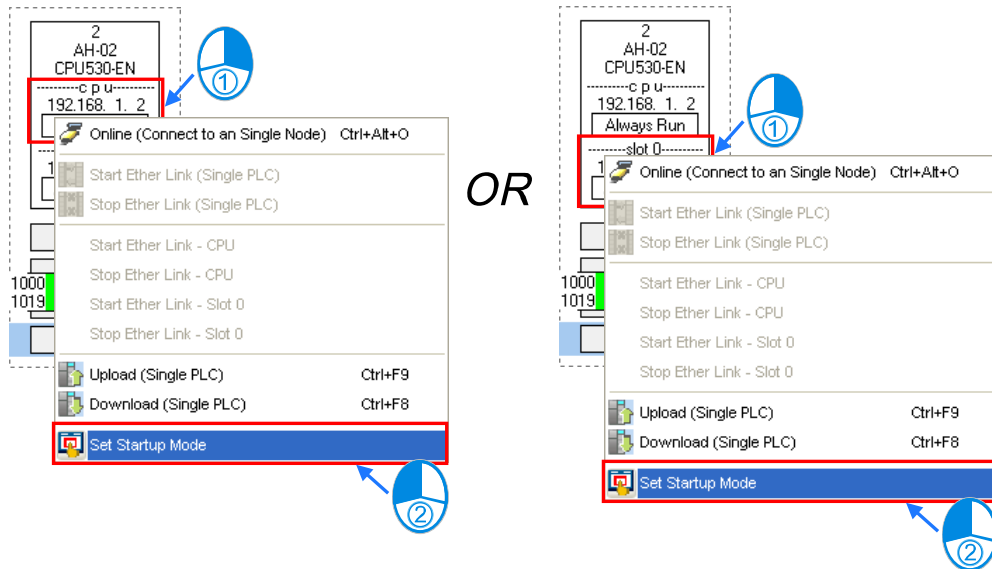 2
AH-02
CPU530-EN
--------c p u---------
192.168. 1. 2
①
Online (Connect to an Single Node) Ctrl+Alt+O
Start Ether Link (Single PLC)
Stop Ether Link (Single PLC)
Start Ether Link - CPU
Stop Ether Link - CPU
1000
1019
Start Ether Link - Slot 0
Stop Ether Link - Slot 0
Upload (Single PLC) Ctrl+F9
Download (Single PLC) Ctrl+F8
Set Startup Mode
②
OR
2
AH-02
CPU530-EN
--------c p u---------
192.168. 1. 2
Always Run
--------slot 0---------
①
Online (Connect to an Single Node) Ctrl+Alt+O
Start Ether Link (Single PLC)
Stop Ether Link (Single PLC)
1000
1019
Start Ether Link - CPU
Stop Ether Link - CPU
Start Ether Link - Slot 0
Stop Ether Link - Slot 0
Upload (Single PLC) Ctrl+F9
Download (Single PLC) Ctrl+F8
Set Startup Mode
②